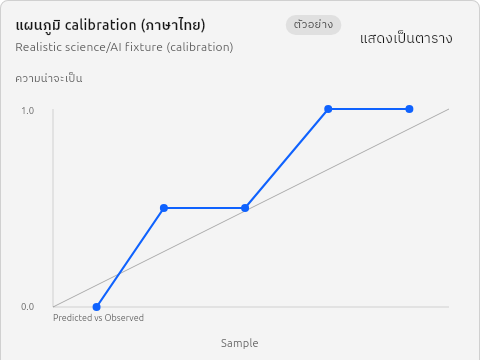 แผนภูมิ calibration (ภาษาไทย)
ตัวอย่าง
แสดงเป็นตาราง
Realistic science/AI fixture (calibration)
ความน่าจะเป็น
1.0
0.0
Predicted vs Observed
Sample